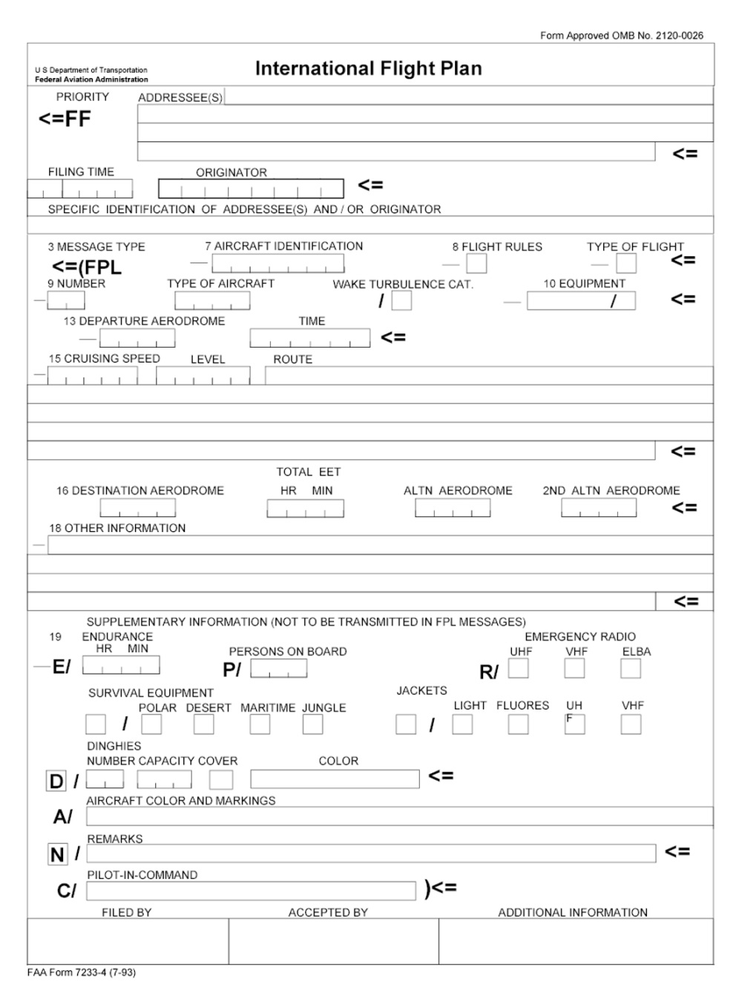 Form Approved OMB No. 2120-0026
U S Department of Transportation
Federal Aviation Administration
International Flight Plan
PRIORITY ADDRESSEE(S)
<=FF
<=
FILING TIME ORIGINATOR
<=
SPECIFIC IDENTIFICATION OF ADDRESSEE(S) AND / OR ORIGINATOR
3 MESSAGE TYPE 7 AIRCRAFT IDENTIFICATION 8 FLIGHT RULES TYPE OF FLIGHT
<=(FPL — — — <=
9 NUMBER TYPE OF AIRCRAFT WAKE TURBULENCE CAT. 10 EQUIPMENT
— / — / <=
13 DEPARTURE AERODROME TIME
— <=
15 CRUISING SPEED LEVEL ROUTE
—
<=
TOTAL EET
16 DESTINATION AERODROME HR MIN ALTN AERODROME 2ND ALTN AERODROME
<=
18 OTHER INFORMATION
—
<=
SUPPLEMENTARY INFORMATION (NOT TO BE TRANSMITTED IN FPL MESSAGES)
19 ENDURANCE EMERGENCY RADIO
HR MIN PERSONS ON BOARD UHF VHF ELBA
—E/ P/ R/
SURVIVAL EQUIPMENT JACKETS
POLAR DESERT MARITIME JUNGLE LIGHT FLUORES UH
F VHF
/ /
DINGHIES
NUMBER CAPACITY COVER COLOR
D / <=
AIRCRAFT COLOR AND MARKINGS
A/
REMARKS
N / <=
PILOT-IN-COMMAND
C/ )<=
FILED BY ACCEPTED BY ADDITIONAL INFORMATION
FAA Form 7233-4 (7-93)